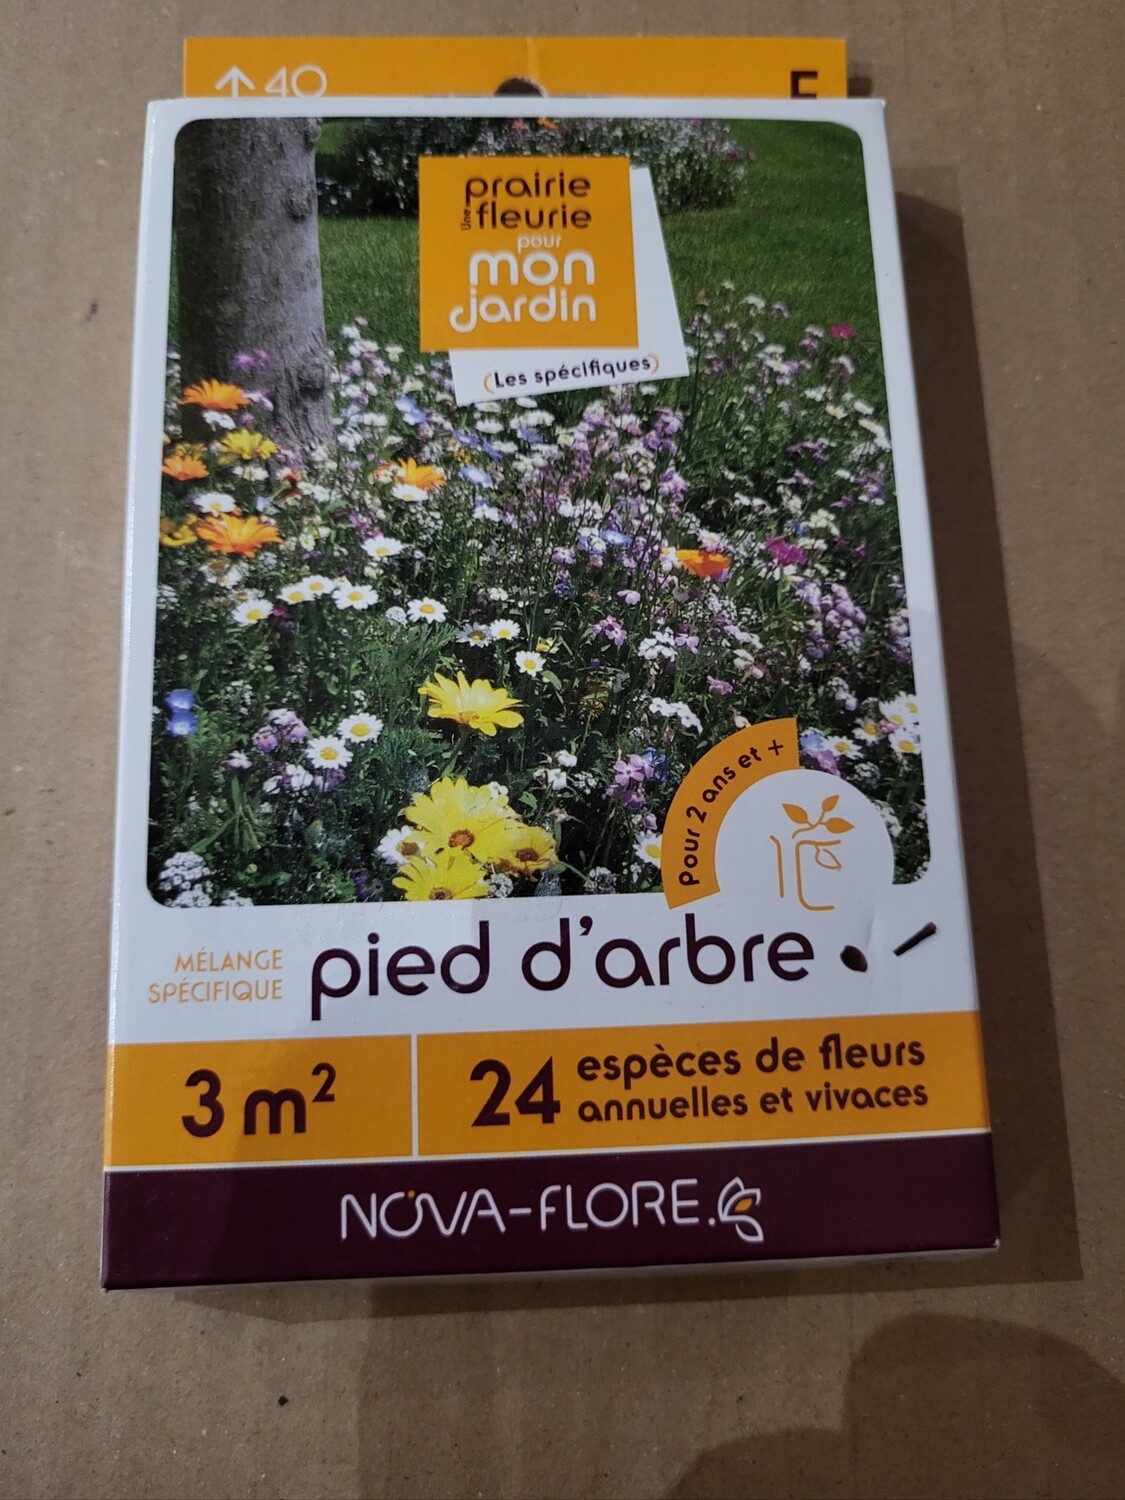 ↑40
prairie
Une fleurie
pour
mon
jardin
(Les spécifiques)
pour 2 ans et +
MÉLANGE
SPÉCIFIQUE
pied d'arbre
3 m²
24
espèces de fleurs
annuelles et vivaces
NOVA-FLORE